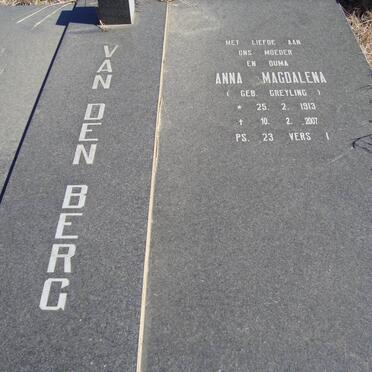 VAN DEN BERG
MET LIEFDE AAN
ONS MOEDER
EN OUMA
ANNA MAGDALENA
( GEB. GREYLING )
* 25. 2. 1913
† 10. 2. 2007
PS. 23 VERS 1